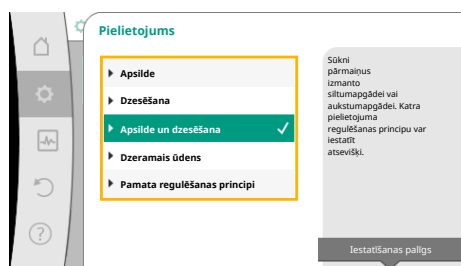 Pielietojums
Apsilde
Dzesēšana
Apsilde un dzesēšana
Dzeramais ūdens
Pamata regulēšanas principi
Sūkni
pārmaiņus
izmanto
siltumapgādei vai
aukstumapgādei. Katra
pielietojuma
regulēšanas principu var
iestatīt
atsevišķi.
Iestatīšanas palīgs